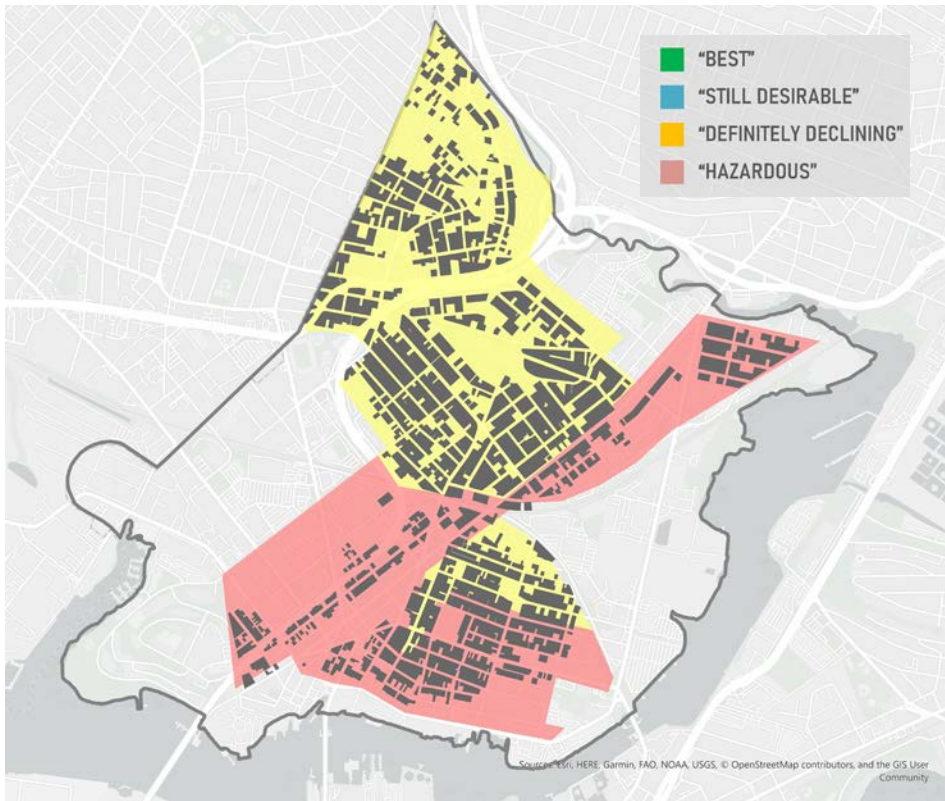 “BEST”
“STILL DESIRABLE”
“DEFINITELY DECLINING”
“HAZARDOUS”
Sources: Esri, HERE, Garmin, FAO, NOAA, USGS, © OpenStreetMap contributors, and the GIS User
Community